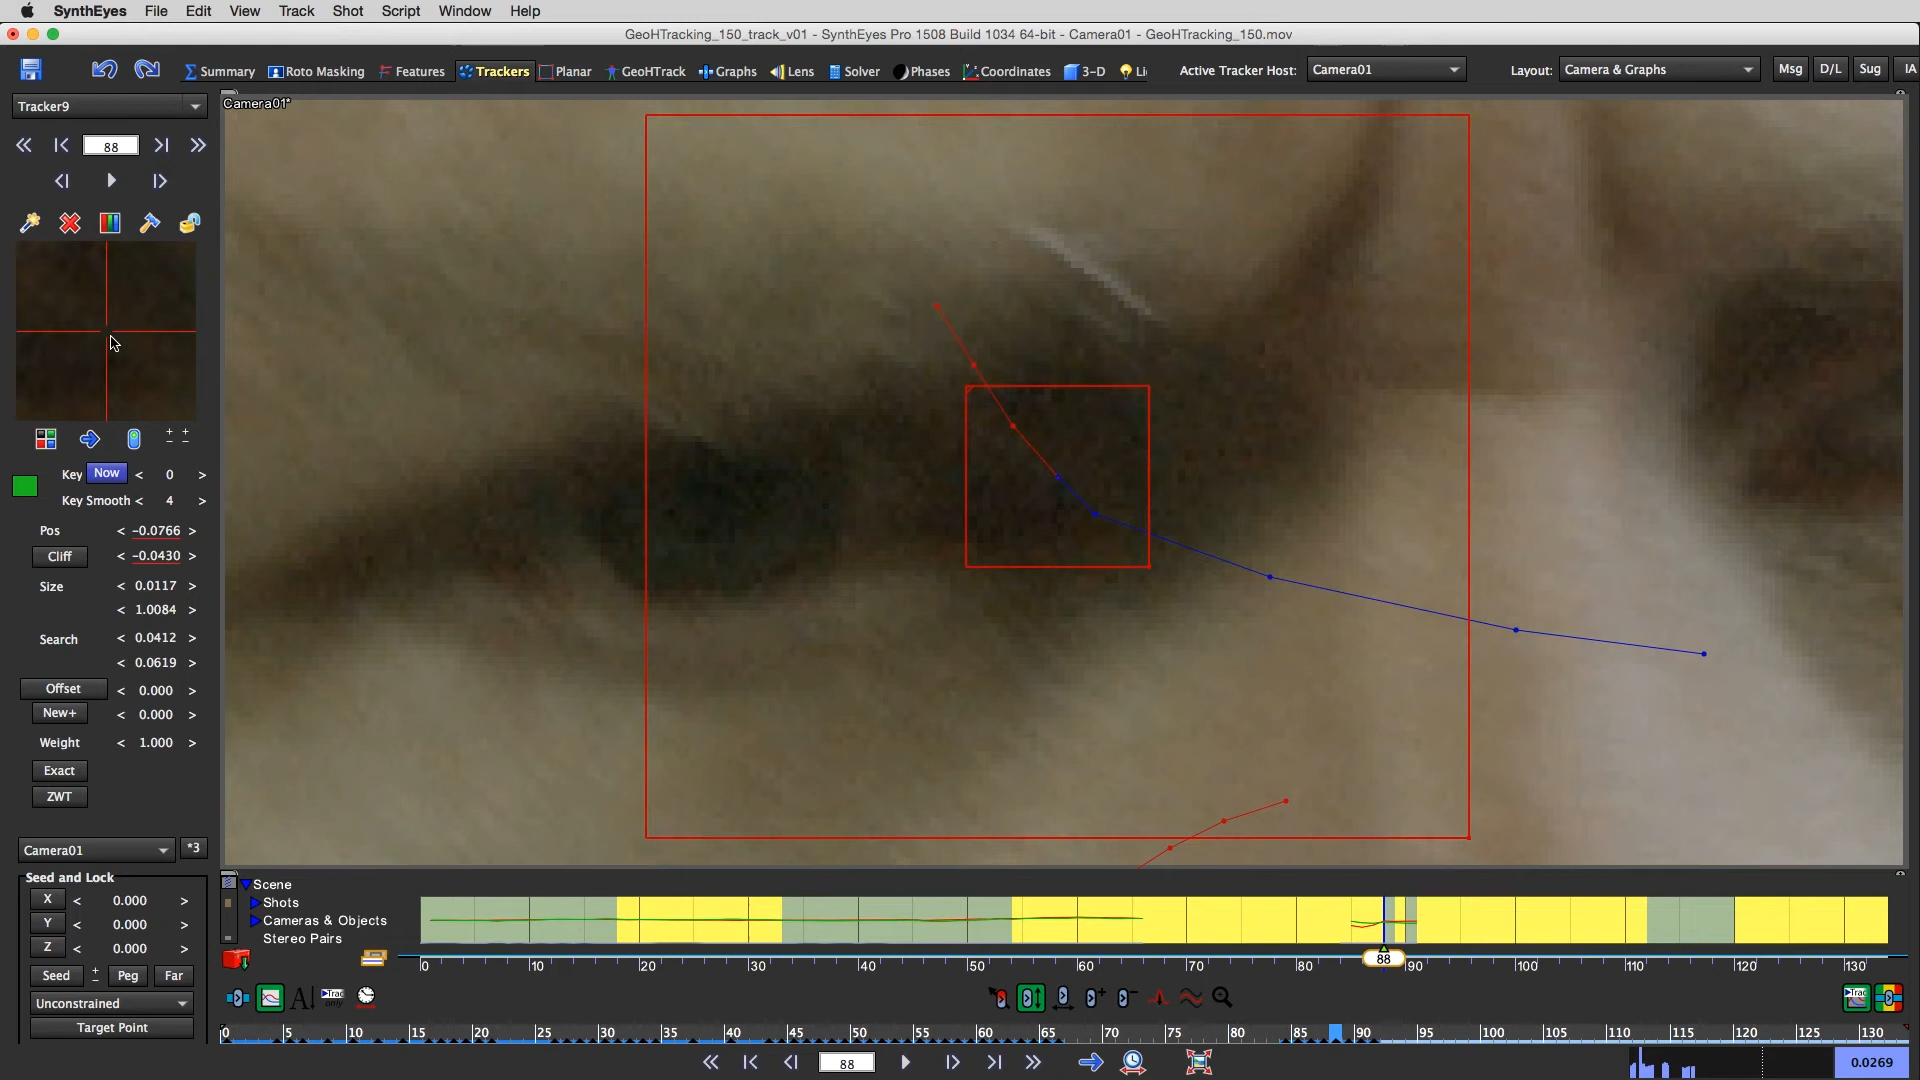 SynthEyes File Edit View Track Shot Script Window Help
GeoHTracking_150_track_v01 - SynthEyes Pro 1508 Build 1034 64-bit - Camera01 - GeoHTracking_150.mov
Summary Roto Masking Features Trackers Planar GeoHTrack Graphs Lens Solver Phases Coordinates 3-D Li Active Tracker Host: Camera01 Layout: Camera & Graphs Msg D/L Sug IA
Tracker9
Camera01*
88
Key Now < 0 >
Key Smooth < 4 >
Pos < -0.0766 >
Cliff < -0.0430 >
Size < 0.0117 >
< 1.0084 >
Search < 0.0412 >
< 0.0619 >
Offset < 0.000 >
New+ < 0.000 >
Weight < 1.000 >
Exact
ZWT
Camera01 *3
Seed and Lock
X < 0.000 >
Y < 0.000 >
Z < 0.000 >
Seed Peg Far
Unconstrained
Target Point
Scene
Shots
Cameras & Objects
Stereo Pairs
0 10 20 30 40 50 60 70 80 88 90 100 110 120 130
A Trac only Trac
0 5 10 15 20 25 30 35 40 45 50 55 60 65 70 75 80 85 90 95 100 105 110 115 120 125 130
88 0.0269